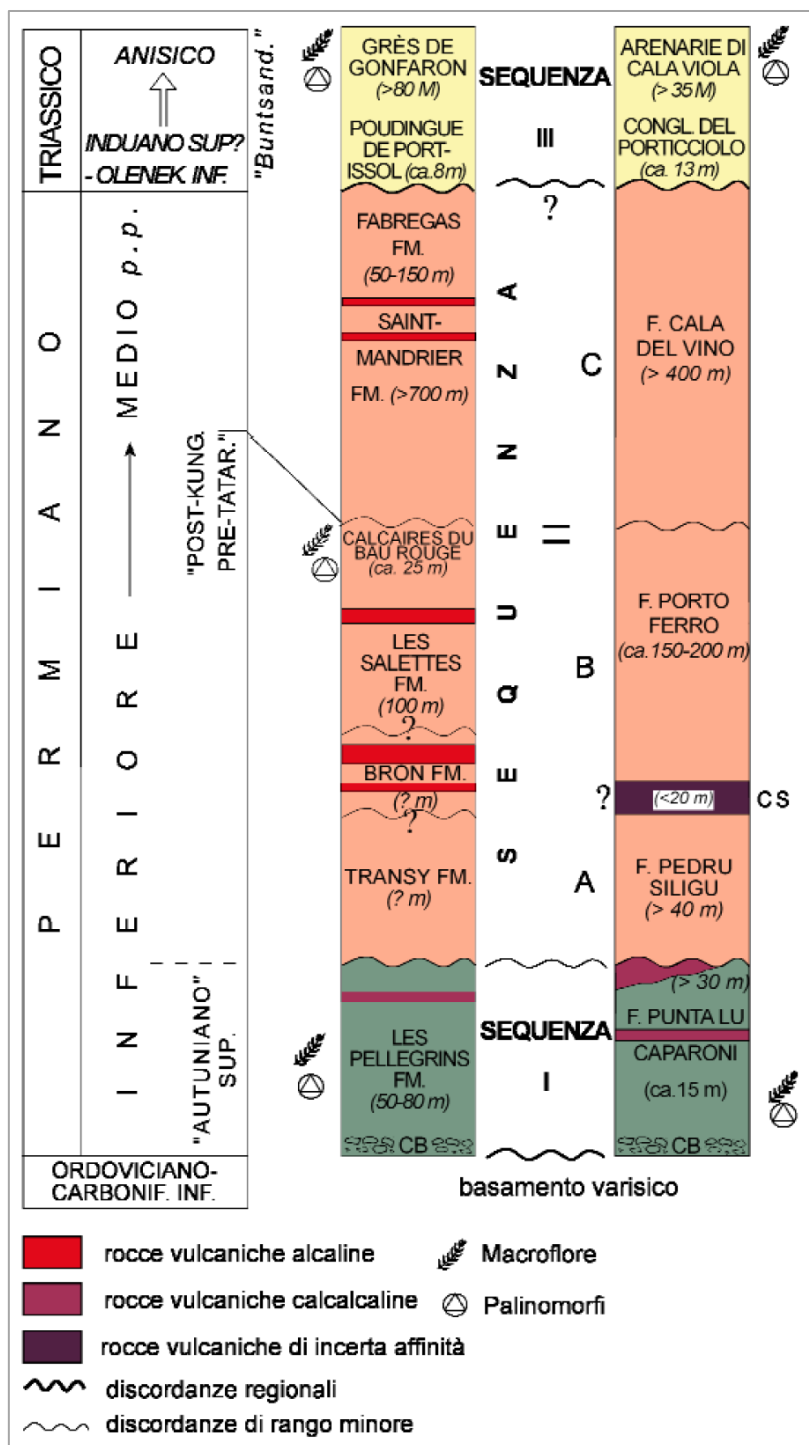 TRIASSICO
ANISICO
INDUANO SUP?
- OLENEK. INF.
"Buntsand."
PERMIANO
INFERIORE
MEDIO p.p.
"POST-KUNG.
PRE-TATAR."
"AUTUNIANO"
SUP.
ORDOVICIANO-
CARBONIF. INF.
GRÈS DE
GONFARON
(>80 M)
POUDINGUE
DE PORT-
ISSOL (ca.8m)
FABREGAS
FM.
(50-150 m)
SAINT-
MANDRIER
FM. (>700 m)
CALCAIRES DU
BAU ROUGE
(ca. 25 m)
LES
SALETTES
FM.
(100 m)
?
BRON FM.
(? m)
?
TRANSY FM.
(? m)
LES
PELLEGRINS
FM.
(50-80 m)
CB
SEQUENZA
III
?
SEQUENZA
II
C
B
?
A
SEQUENZA
I
basamento varisico
ARENARIE DI
CALA VIOLA
(> 35 M)
CONGL. DEL
PORTICCIOLO
(ca. 13 m)
F. CALA
DEL VINO
(> 400 m)
F. PORTO
FERRO
(ca.150-200 m)
(<20 m)
CS
F. PEDRU
SILIGU
(> 40 m)
(> 30 m)
F. PUNTA LU
CAPARONI
(ca.15 m)
CB
rocce vulcaniche alcaline
rocce vulcaniche calcalcaline
rocce vulcaniche di incerta affinità
discordanze regionali
discordanze di rango minore
Macroflore
Palinomorfi